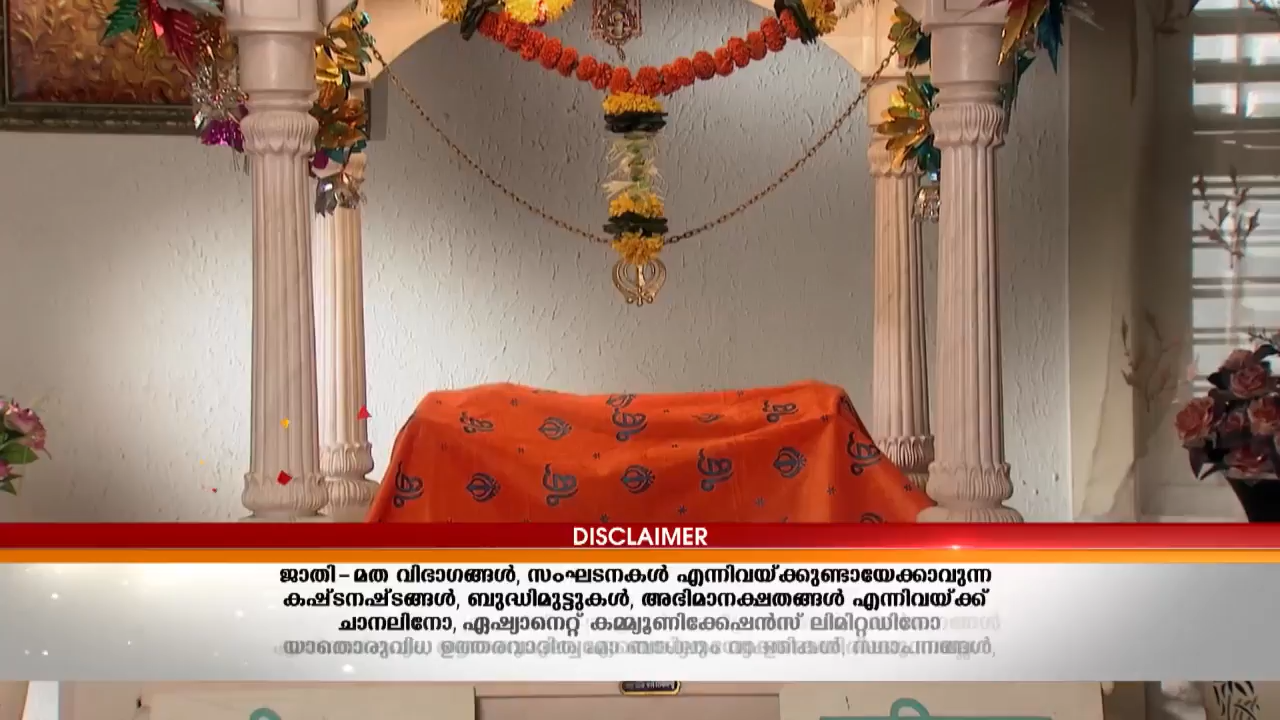 DISCLAIMER
ജാതി – മത വിഭാഗങ്ങൾ, സംഘടനകൾ എന്നിവയ്ക്കുണ്ടായേക്കാവുന്ന
കഷ്ടനഷ്ടങ്ങൾ, ബുദ്ധിമുട്ടുകൾ, അഭിമാനക്ഷതങ്ങൾ എന്നിവയ്ക്ക്
ചാനലിനോ, ഏഷ്യാനെറ്റ് കമ്മ്യൂണിക്കേഷൻസ് ലിമിറ്റഡിനോ
യാതൊരുവിധ